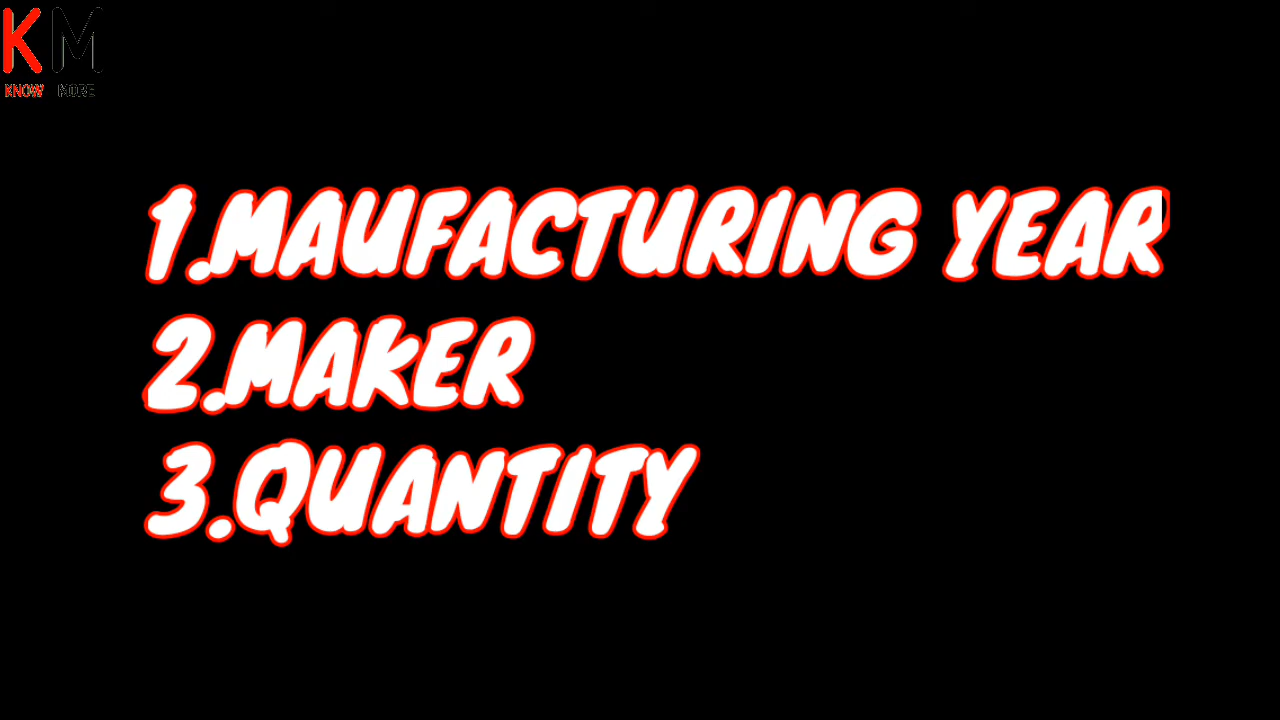 KM
KNOW MORE
1.MAUFACTURING YEAR
2.MAKER
3.QUANTITY